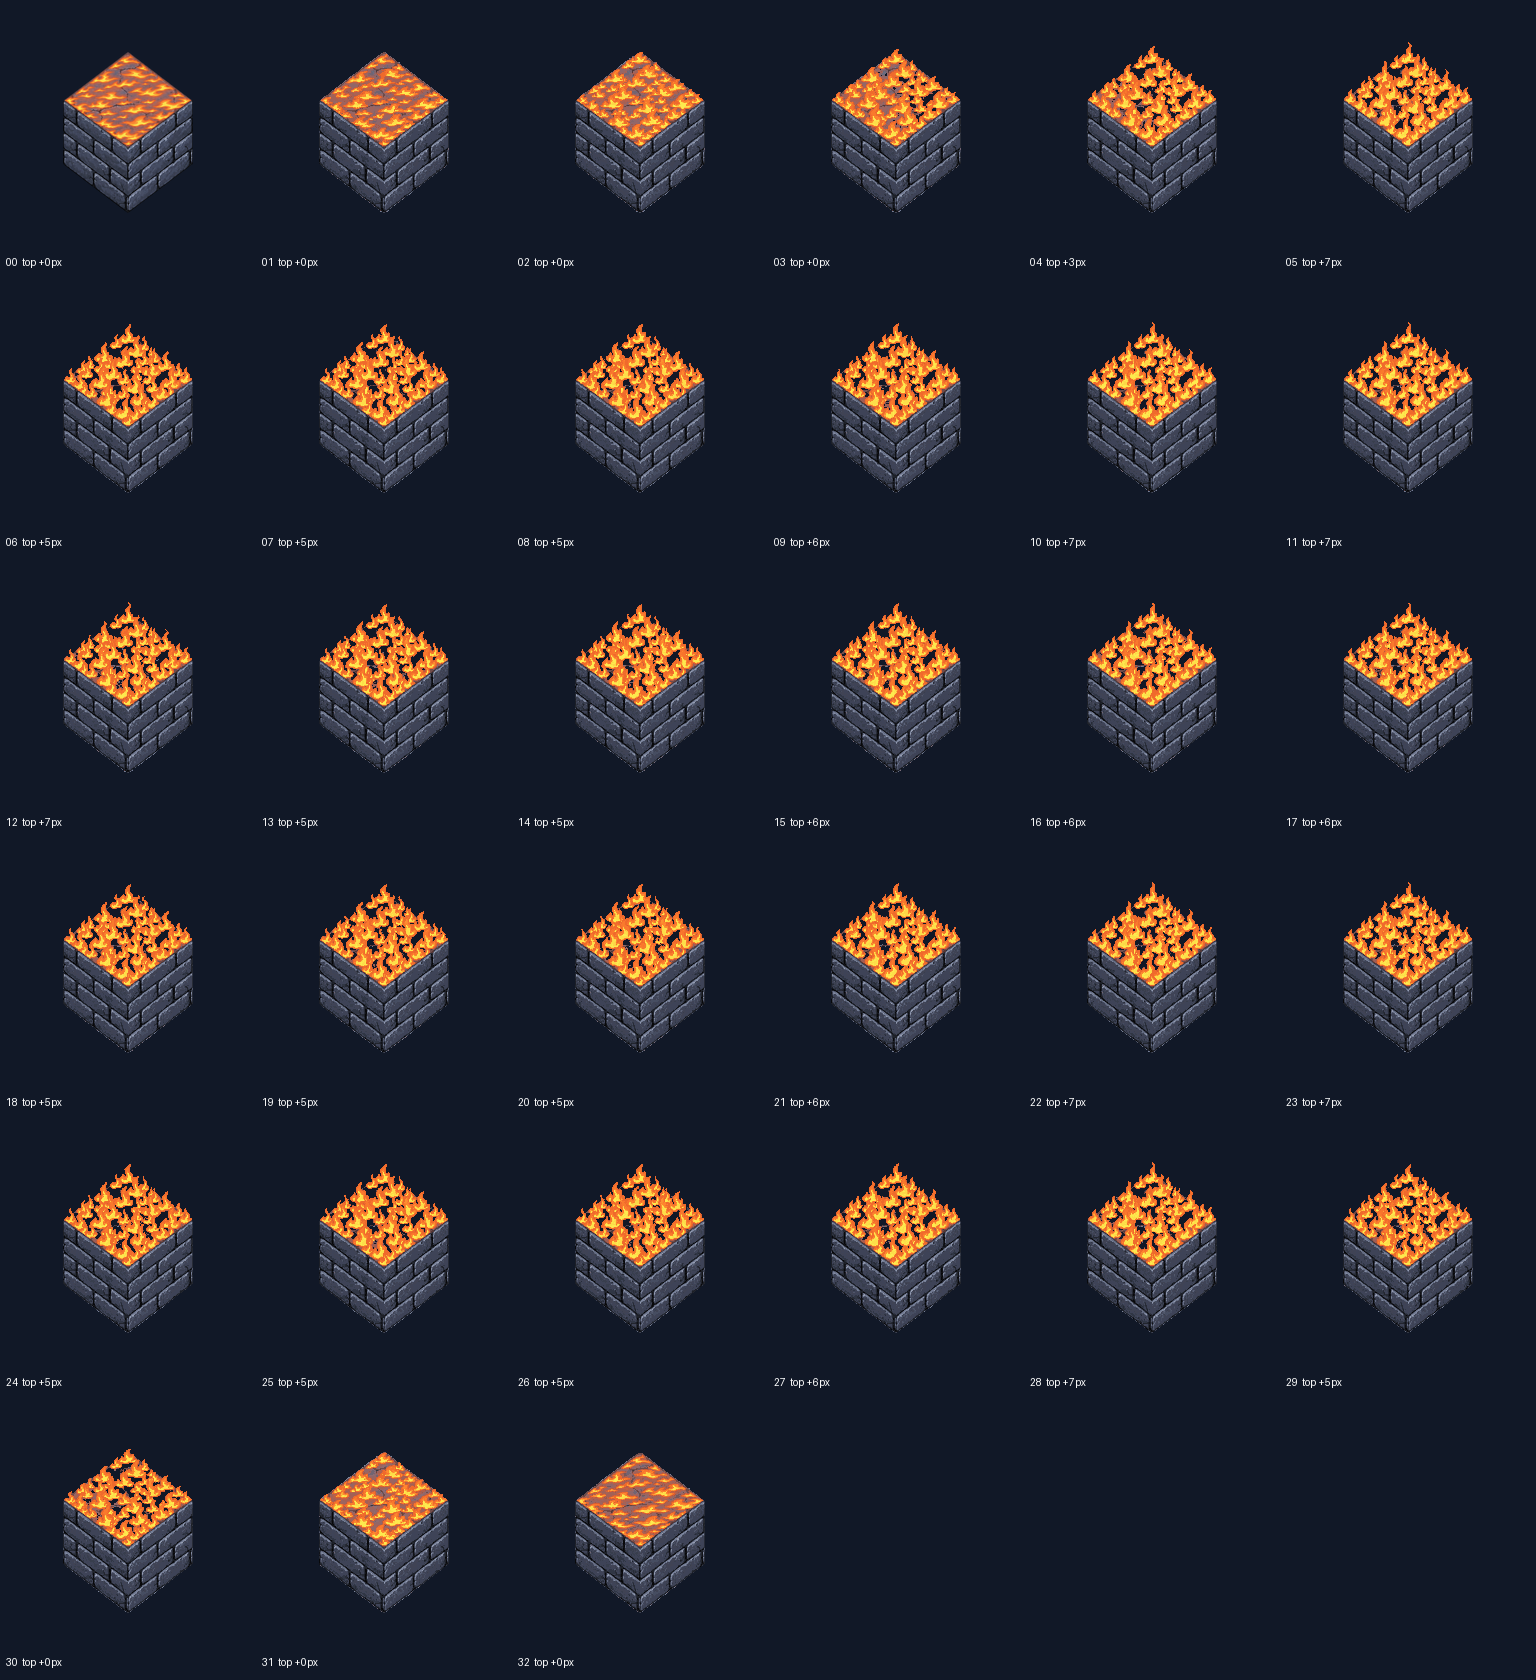 00 top +0px
01 top +0px
02 top +0px
03 top +0px
04 top +3px
05 top +7px
06 top +5px
07 top +5px
08 top +5px
09 top +6px
10 top +7px
11 top +7px
12 top +7px
13 top +5px
14 top +5px
15 top +6px
16 top +6px
17 top +6px
18 top +5px
19 top +5px
20 top +5px
21 top +6px
22 top +7px
23 top +7px
24 top +5px
25 top +5px
26 top +5px
27 top +6px
28 top +7px
29 top +5px
30 top +0px
31 top +0px
32 top +0px